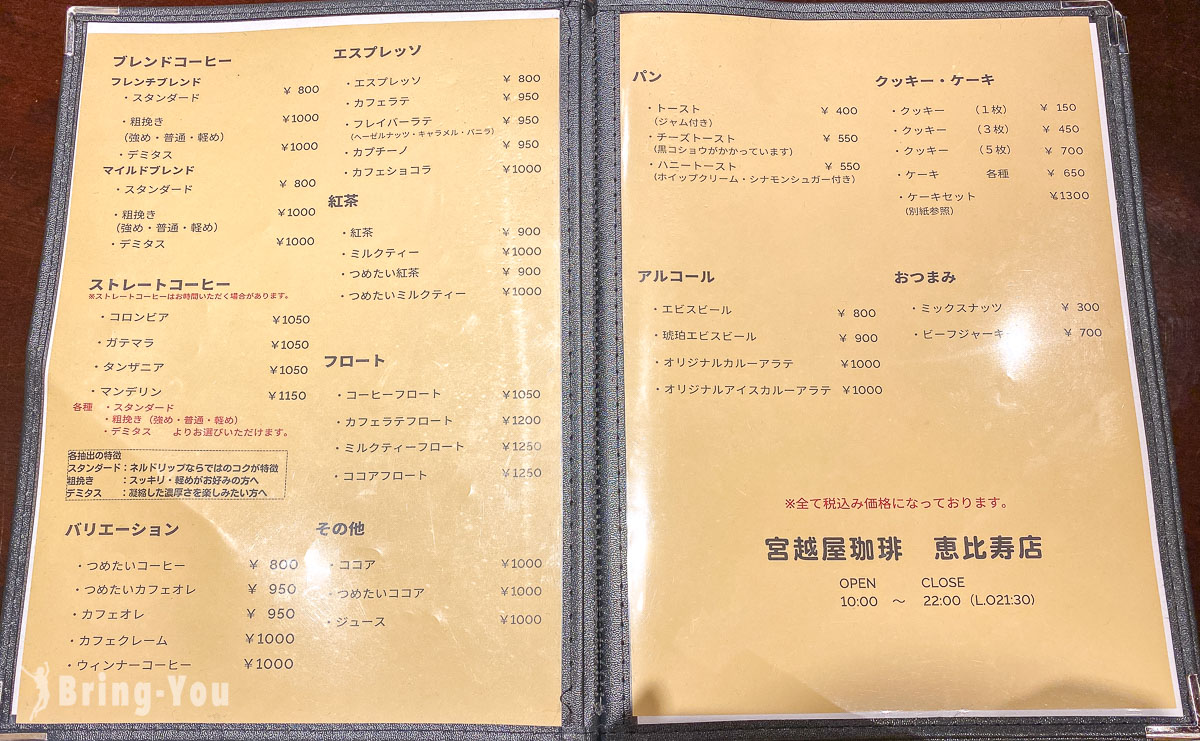 ブレンドコーヒー
フレンチブレンド
・スタンダード ¥ 800
・粗挽き ¥1000
(強め・普通・軽め)
・デミタス ¥1000
マイルドブレンド
・スタンダード ¥ 800
・粗挽き ¥1000
(強め・普通・軽め)
・デミタス ¥1000
ストレートコーヒー
※ストレートコーヒーはお時間いただく場合があります。
・コロンビア ¥1050
・ガテマラ ¥1050
・タンザニア ¥1050
・マンデリン ¥1150
各種 ・スタンダード
・粗挽き(強め・普通・軽め)
・デミタス よりお選びいただけます。
各抽出の特徴
スタンダード:ネルドリップならではのコクが特徴
粗挽き :スッキリ・軽めがお好みの方へ
デミタス :凝縮した濃厚さを楽しみたい方へ
バリエーション
・つめたいコーヒー ¥ 800
・つめたいカフェオレ ¥ 950
・カフェオレ ¥ 950
・カフェクレーム ¥1000
・ウィンナーコーヒー ¥1000
エスプレッソ
・エスプレッソ ¥ 800
・カフェラテ ¥ 950
・フレイバーラテ ¥ 950
(ヘーゼルナッツ・キャラメル・バニラ)
・カプチーノ ¥ 950
・カフェショコラ ¥1000
紅茶
・紅茶 ¥ 900
・ミルクティー ¥1000
・つめたい紅茶 ¥ 900
・つめたいミルクティー ¥1000
フロート
・コーヒーフロート ¥1050
・カフェラテフロート ¥1200
・ミルクティーフロート ¥1250
・ココアフロート ¥1250
その他
・ココア ¥1000
・つめたいココア ¥1000
・ジュース ¥1000
パン
・トースト ¥ 400
(ジャム付き)
・チーズトースト ¥ 550
(黒コショウがかかっています)
・ハニートースト ¥ 550
(ホイップクリーム・シナモンシュガー付き)
クッキー・ケーキ
・クッキー (1枚) ¥ 150
・クッキー (3枚) ¥ 450
・クッキー (5枚) ¥ 700
・ケーキ 各種 ¥ 650
・ケーキセット ¥1300
(別紙参照)
アルコール
・エビスビール ¥ 800
・琥珀エビスビール ¥ 900
・オリジナルカルーアラテ ¥1000
・オリジナルアイスカルーアラテ ¥1000
おつまみ
・ミックスナッツ ¥ 300
・ビーフジャーキー ¥ 700
※全て税込み価格になっております。
宮越屋珈琲 恵比寿店
OPEN CLOSE
10:00 〜 22:00(L.O21:30)
Bring-You